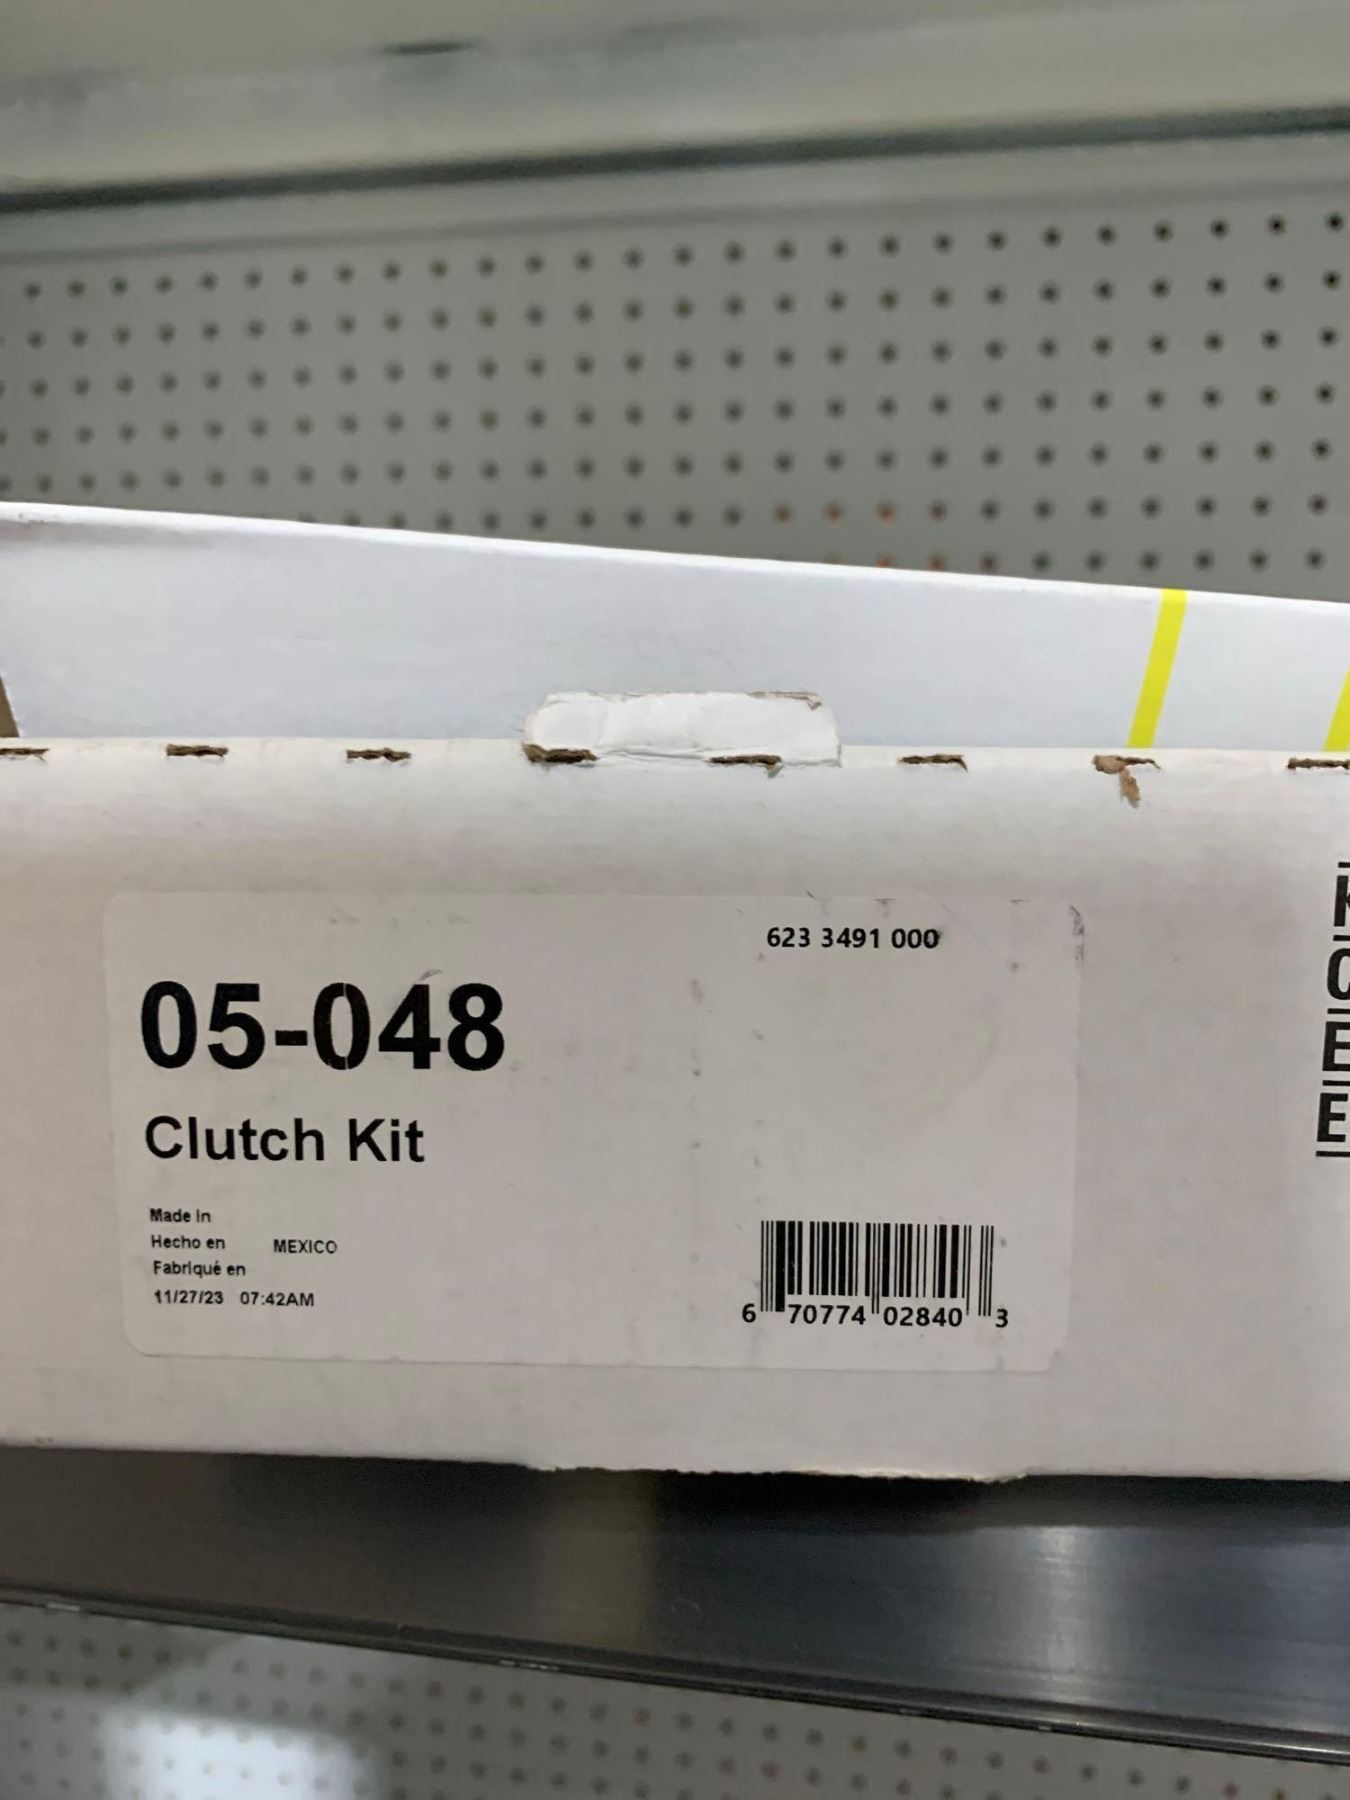 623 3491 000
05-048
Clutch Kit
Made In
Hecho en MEXICO
Fabriqué en
11/27/23 07:42AM
6 70774 02840 3